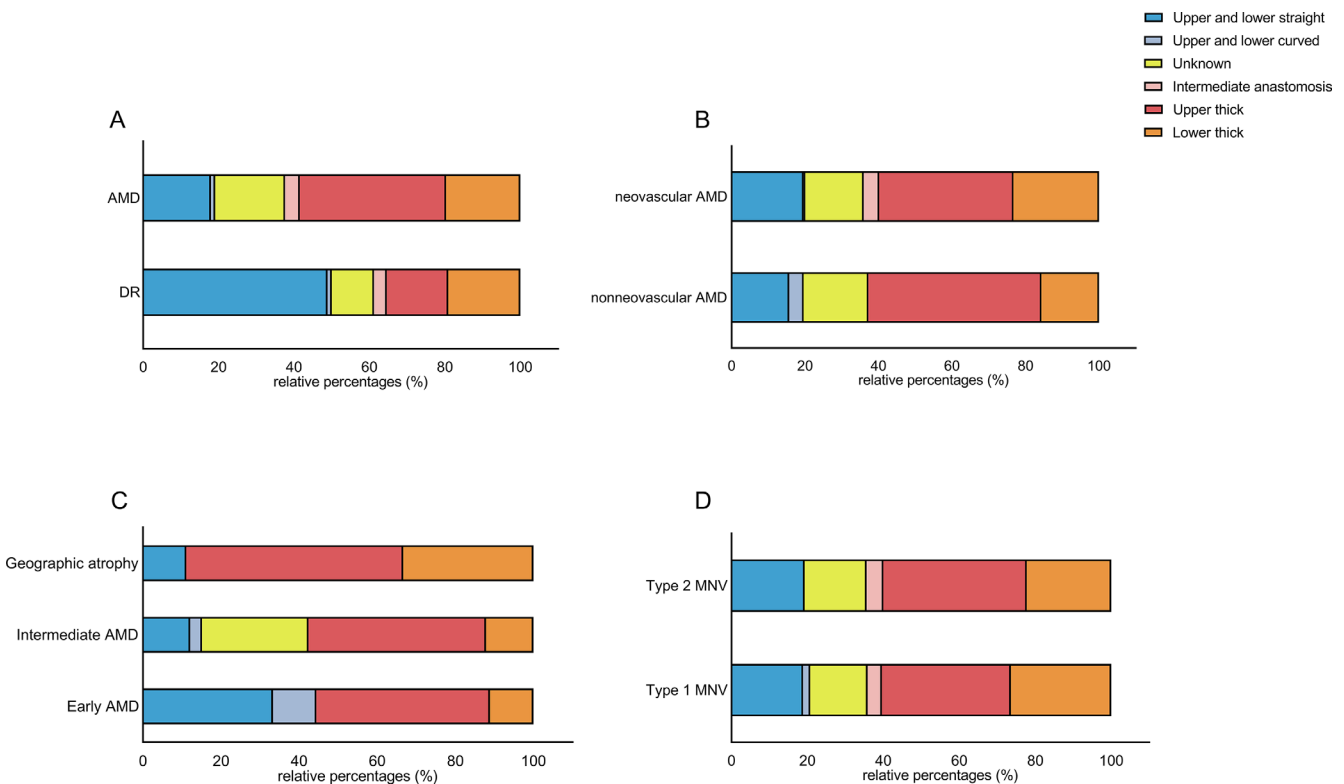 Upper and lower straight
Upper and lower curved
Unknown
Intermediate anastomosis
Upper thick
Lower thick
A
AMD
DR
0 20 40 60 80 100
relative percentages (%)
B
neovascular AMD
nonneovascular AMD
0 20 40 60 80 100
relative percentages (%)
C
Geographic atrophy
Intermediate AMD
Early AMD
0 20 40 60 80 100
relative percentages (%)
D
Type 2 MNV
Type 1 MNV
0 20 40 60 80 100
relative percentages (%)